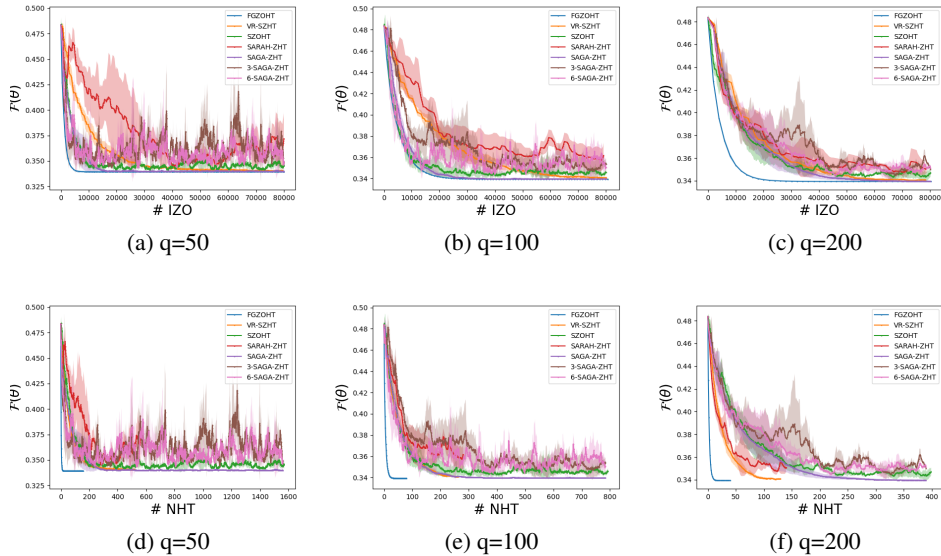 0.500
0.475
0.450
0.425
0.400
0.375
0.350
0.325
F(θ)
0 10000 20000 30000 40000 50000 60000 70000 80000
# IZO
FGZOHT
VR-SZHT
SZOHT
SARAH-ZHT
SAGA-ZHT
3-SAGA-ZHT
6-SAGA-ZHT
(a) q=50
0.50
0.48
0.46
0.44
0.42
0.40
0.38
0.36
0.34
F(θ)
0 10000 20000 30000 40000 50000 60000 70000 80000
# IZO
FGZOHT
VR-SZHT
SZOHT
SARAH-ZHT
SAGA-ZHT
3-SAGA-ZHT
6-SAGA-ZHT
(b) q=100
0.48
0.46
0.44
0.42
0.40
0.38
0.36
0.34
F(θ)
0 10000 20000 30000 40000 50000 60000 70000 80000
# IZO
FGZOHT
VR-SZHT
SZOHT
SARAH-ZHT
SAGA-ZHT
3-SAGA-ZHT
6-SAGA-ZHT
(c) q=200
0.500
0.475
0.450
0.425
0.400
0.375
0.350
0.325
F(θ)
0 200 400 600 800 1000 1200 1400 1600
# NHT
FGZOHT
VR-SZHT
SZOHT
SARAH-ZHT
SAGA-ZHT
3-SAGA-ZHT
6-SAGA-ZHT
(d) q=50
0.50
0.48
0.46
0.44
0.42
0.40
0.38
0.36
0.34
F(θ)
0 100 200 300 400 500 600 700 800
# NHT
FGZOHT
VR-SZHT
SZOHT
SARAH-ZHT
SAGA-ZHT
3-SAGA-ZHT
6-SAGA-ZHT
(e) q=100
0.48
0.46
0.44
0.42
0.40
0.38
0.36
0.34
F(θ)
0 50 100 150 200 250 300 350 400
# NHT
FGZOHT
VR-SZHT
SZOHT
SARAH-ZHT
SAGA-ZHT
3-SAGA-ZHT
6-SAGA-ZHT
(f) q=200